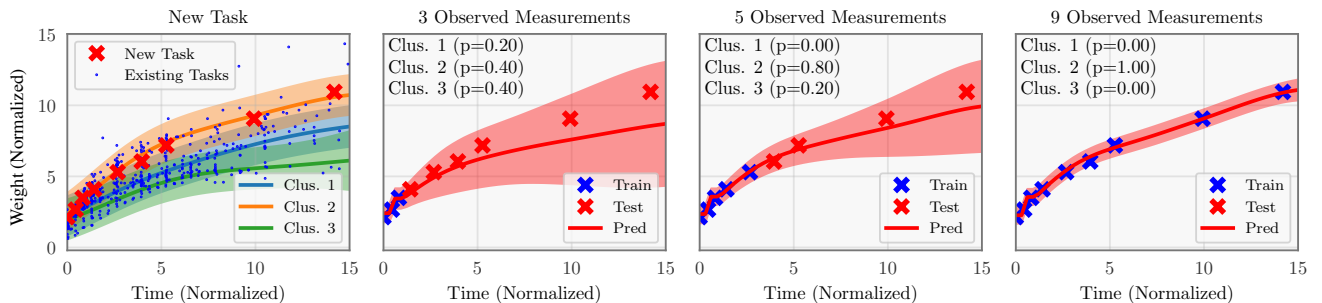 New Task
3 Observed Measurements
5 Observed Measurements
9 Observed Measurements
Weight (Normalized)
15
10
5
0
New Task
Existing Tasks
Clus. 1
Clus. 2
Clus. 3
0
5
10
15
Time (Normalized)
Clus. 1 (p=0.20)
Clus. 2 (p=0.40)
Clus. 3 (p=0.40)
Train
Test
Pred
0
5
10
15
Time (Normalized)
Clus. 1 (p=0.00)
Clus. 2 (p=0.80)
Clus. 3 (p=0.20)
Train
Test
Pred
0
5
10
15
Time (Normalized)
Clus. 1 (p=0.00)
Clus. 2 (p=1.00)
Clus. 3 (p=0.00)
Train
Test
Pred
0
5
10
15
Time (Normalized)